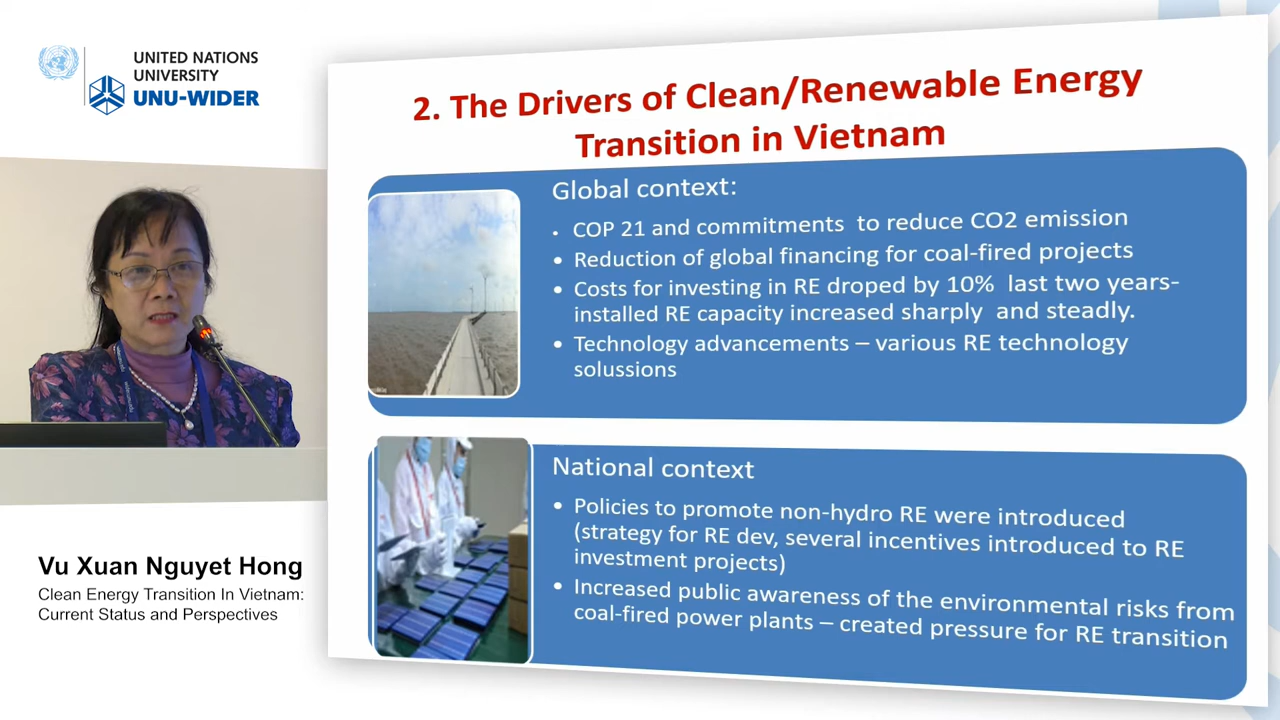 UNITED NATIONS
UNIVERSITY
UNU-WIDER
2. The Drivers of Clean/Renewable Energy
Transition in Vietnam
Global context:
• COP 21 and commitments to reduce CO2 emission
• Reduction of global financing for coal-fired projects
• Costs for investing in RE droped by 10% last two years-
installed RE capacity increased sharply and steadly.
• Technology advancements – various RE technology
solussions
National context
• Policies to promote non-hydro RE were introduced
(strategy for RE dev, several incentives introduced to RE
investment projects)
• Increased public awareness of the environmental risks from
coal-fired power plants – created pressure for RE transition
Vu Xuan Nguyet Hong
Clean Energy Transition In Vietnam:
Current Status and Perspectives